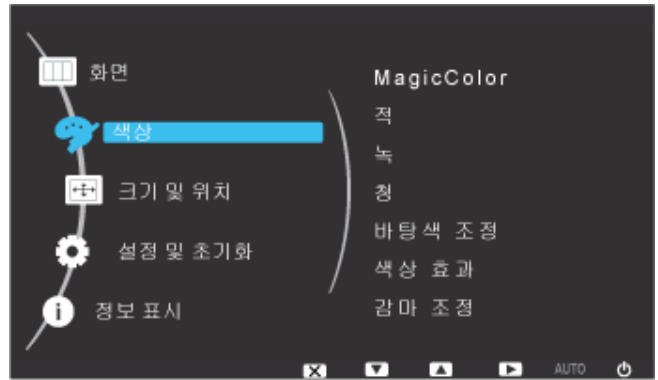 화면
색상
크기 및 위치
설정 및 초기화
정보 표시
MagicColor
적
녹
청
바탕색 조정
색상 효과
감마 조정
AUTO